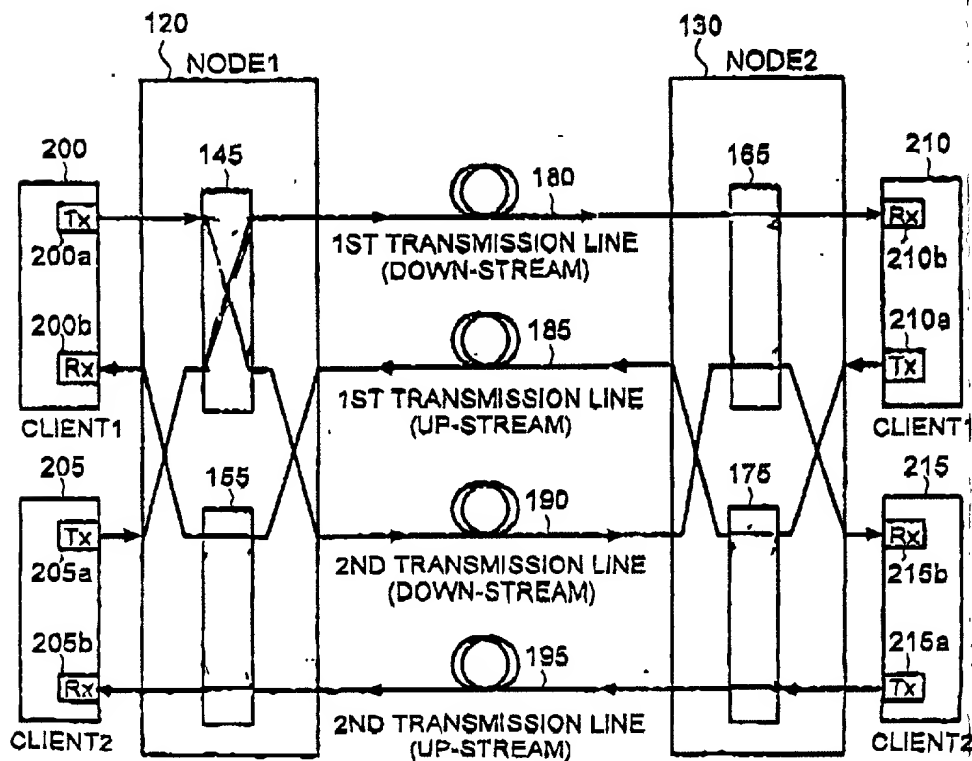 120
130
NODE1
NODE2
200
145
165
210
Tx
180
Rx
200a
1ST TRANSMISSION LINE
(DOWN-STREAM)
210b
200b
185
210a
Rx
Tx
CLIENT1
1ST TRANSMISSION LINE
(UP-STREAM)
CLIENT1
205
155
175
215
Tx
190
Rx
205a
2ND TRANSMISSION LINE
(DOWN-STREAM)
215b
205b
195
215a
Rx
Tx
CLIENT2
2ND TRANSMISSION LINE
(UP-STREAM)
CLIENT2